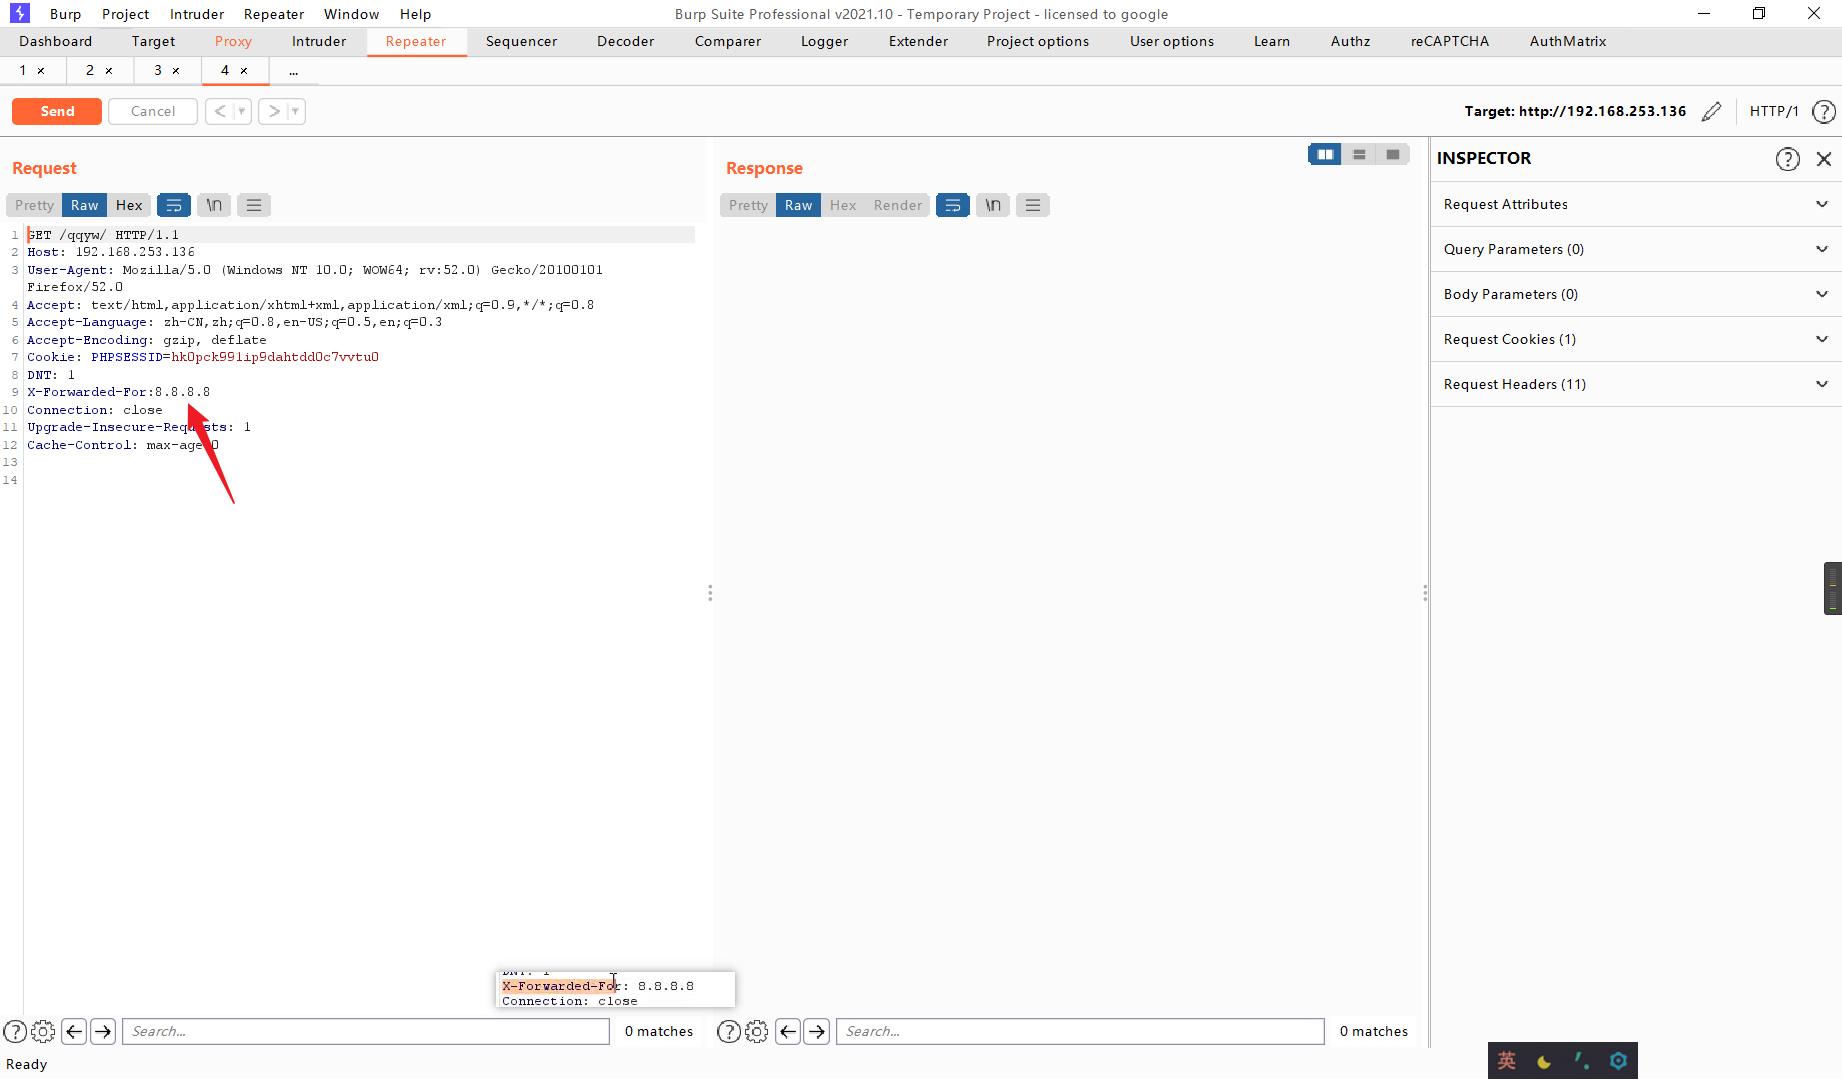 Burp Project Intruder Repeater Window Help
Burp Suite Professional v2021.10 - Temporary Project - licensed to google
Dashboard Target Proxy Intruder Repeater Sequencer Decoder Comparer Logger Extender Project options User options Learn Authz reCAPTCHA AuthMatrix
1 × 2 × 3 × 4 × ...
Send Cancel < >
Target: http://192.168.253.136 HTTP/1 ?
Request
Pretty Raw Hex \n
1 GET /qqyw/ HTTP/1.1
2 Host: 192.168.253.136
3 User-Agent: Mozilla/5.0 (Windows NT 10.0; WOW64; rv:52.0) Gecko/20100101
Firefox/52.0
4 Accept: text/html,application/xhtml+xml,application/xml;q=0.9,*/*;q=0.8
5 Accept-Language: zh-CN,zh;q=0.8,en-US;q=0.5,en;q=0.3
6 Accept-Encoding: gzip, deflate
7 Cookie: PHPSESSID=hk0pck991ip9dahtdd0c7vvtu0
8 DNT: 1
9 X-Forwarded-For:8.8.8.8
10 Connection: close
11 Upgrade-Insecure-Requests: 1
12 Cache-Control: max-age=0
13
14
Response
Pretty Raw Hex Render \n
INSPECTOR ?
Request Attributes
Query Parameters (0)
Body Parameters (0)
Request Cookies (1)
Request Headers (11)
DNT: 1
X-Forwarded-For: 8.8.8.8
Connection: close
? Search... 0 matches
? Search... 0 matches
Ready
英